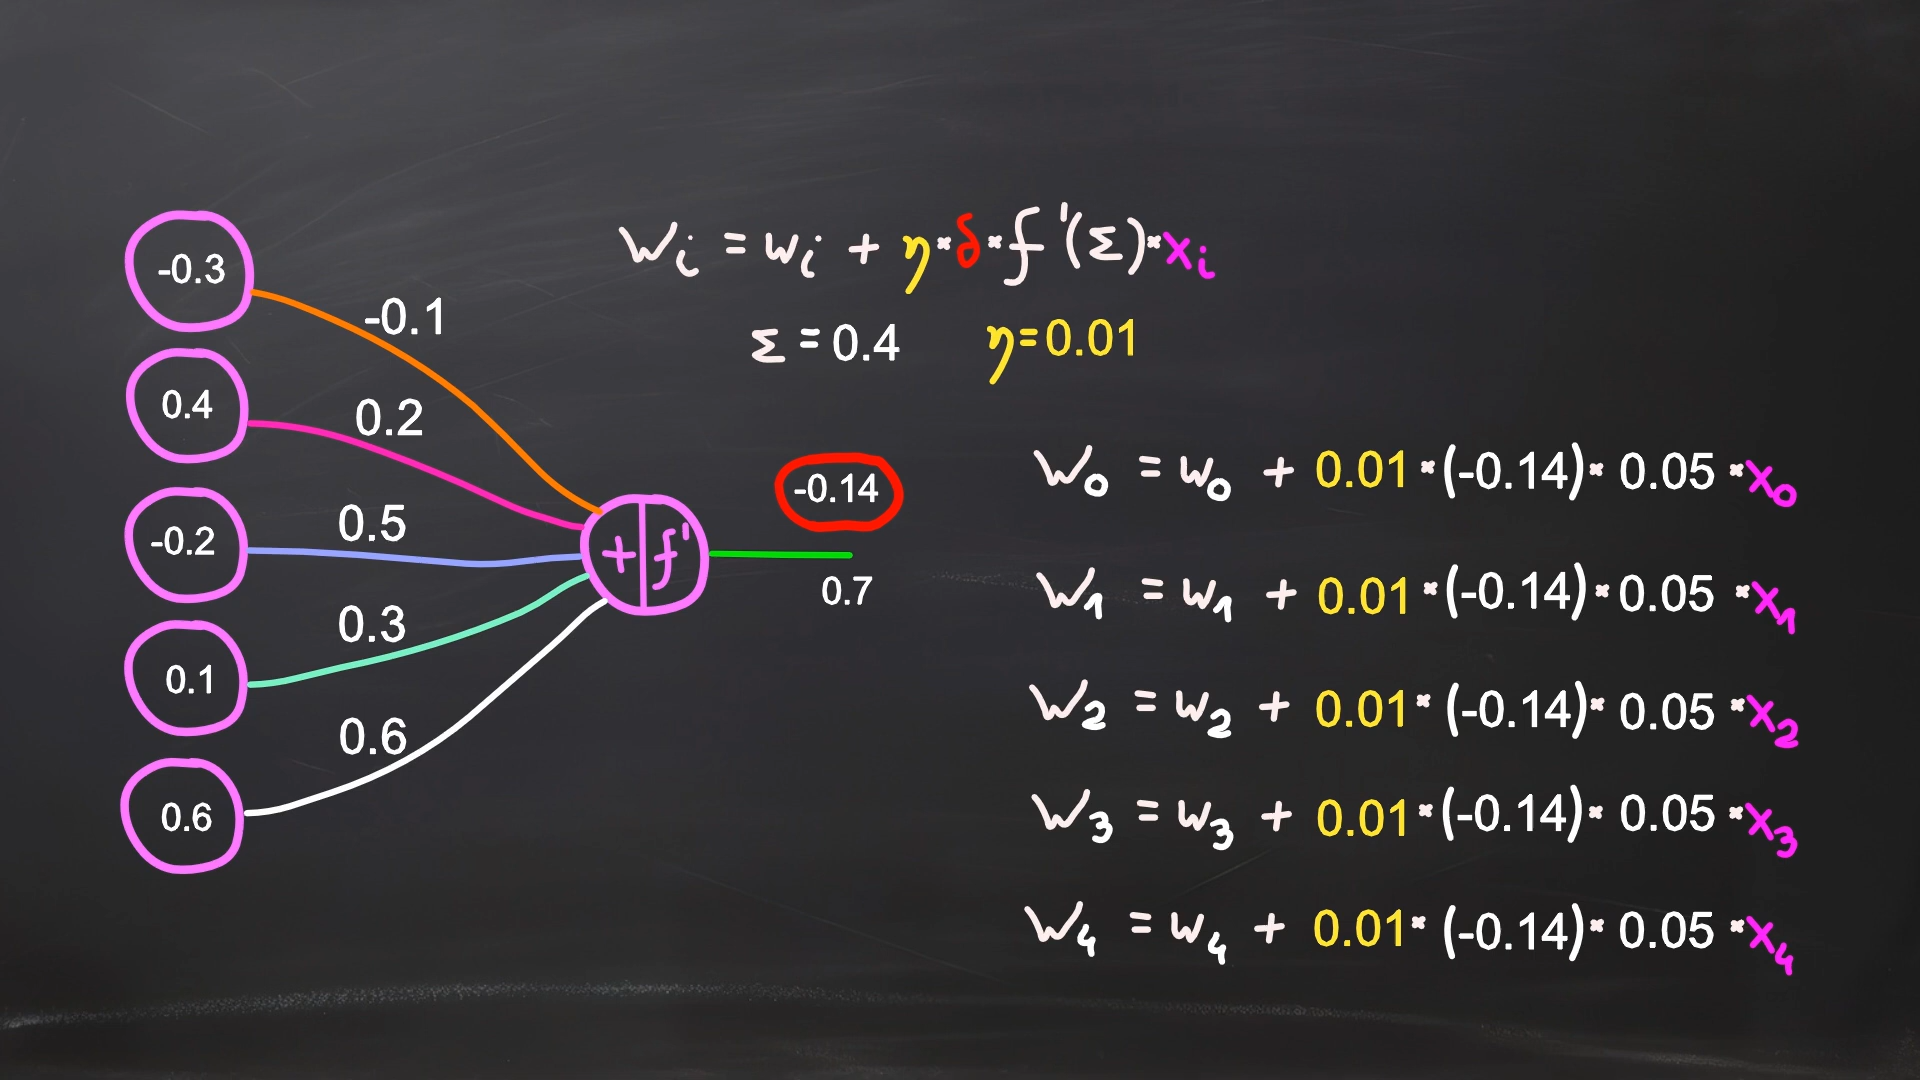 wᵢ = wᵢ + η * δ * f'(Σ) * xᵢ
Σ = 0.4 η = 0.01
-0.3
-0.1
0.4
0.2
-0.2
0.5
0.1
0.3
0.6
0.6
+ f'
-0.14
0.7
w₀ = w₀ + 0.01 * (-0.14) * 0.05 * x₀
w₁ = w₁ + 0.01 * (-0.14) * 0.05 * x₁
w₂ = w₂ + 0.01 * (-0.14) * 0.05 * x₂
w₃ = w₃ + 0.01 * (-0.14) * 0.05 * x₃
w₄ = w₄ + 0.01 * (-0.14) * 0.05 * x₄